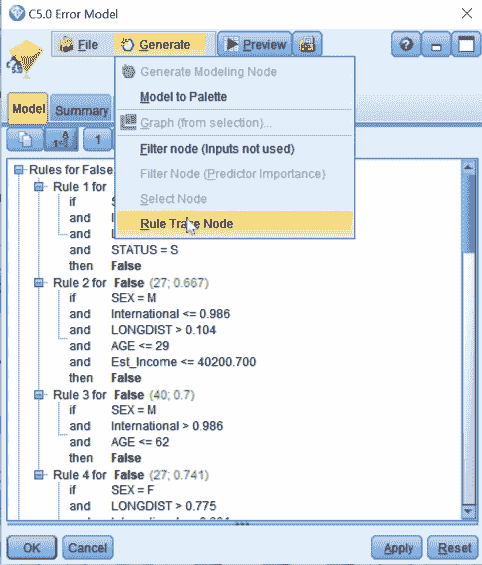 C5.0 Error Model
File Generate Preview
Generate Modeling Node
Model to Palette
Graph (from selection)...
Filter node (Inputs not used)
Filter Node (Predictor Importance)
Select Node
Rule Trace Node
Model Summary
1
Rules for False
Rule 1 for
if
and
and
and STATUS = S
then False
Rule 2 for False (27; 0.667)
if SEX = M
and International <= 0.986
and LONGDIST > 0.104
and AGE <= 29
and Est_Income <= 40200.700
then False
Rule 3 for False (40; 0.7)
if SEX = M
and International > 0.986
and AGE <= 62
then False
Rule 4 for False (27; 0.741)
if SEX = F
and LONGDIST > 0.775
OK Cancel Apply Reset